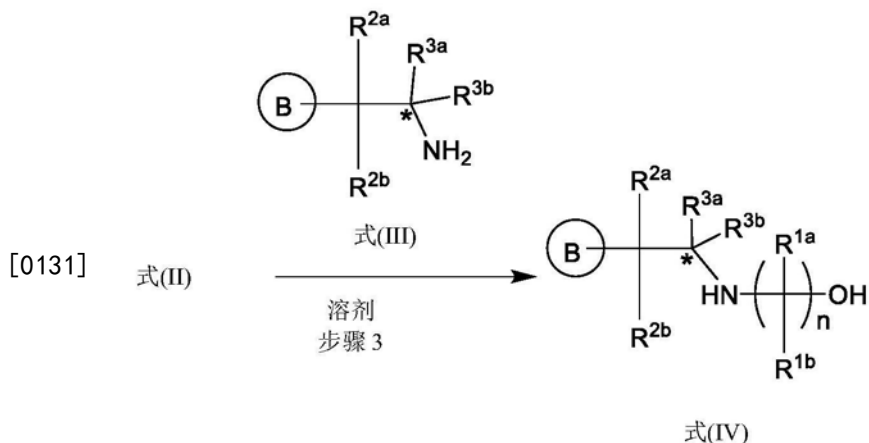 R2a
R3a
B
R3b
*
NH2
R2b
式(III)
[0131] 式(II)
溶剂
步骤 3
R2a
R3a
B
R3b
R1a
*
HN ( ) n OH
R2b
R1b
式(IV)